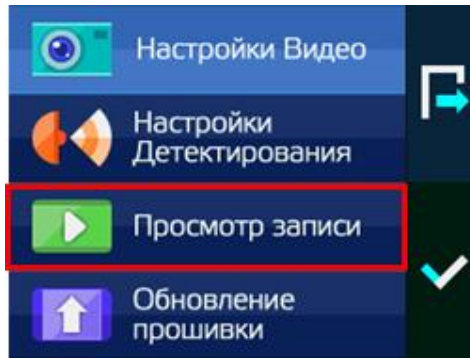 Настройки Видео
Настройки
Детектирования
Просмотр записи
Обновление
прошивки